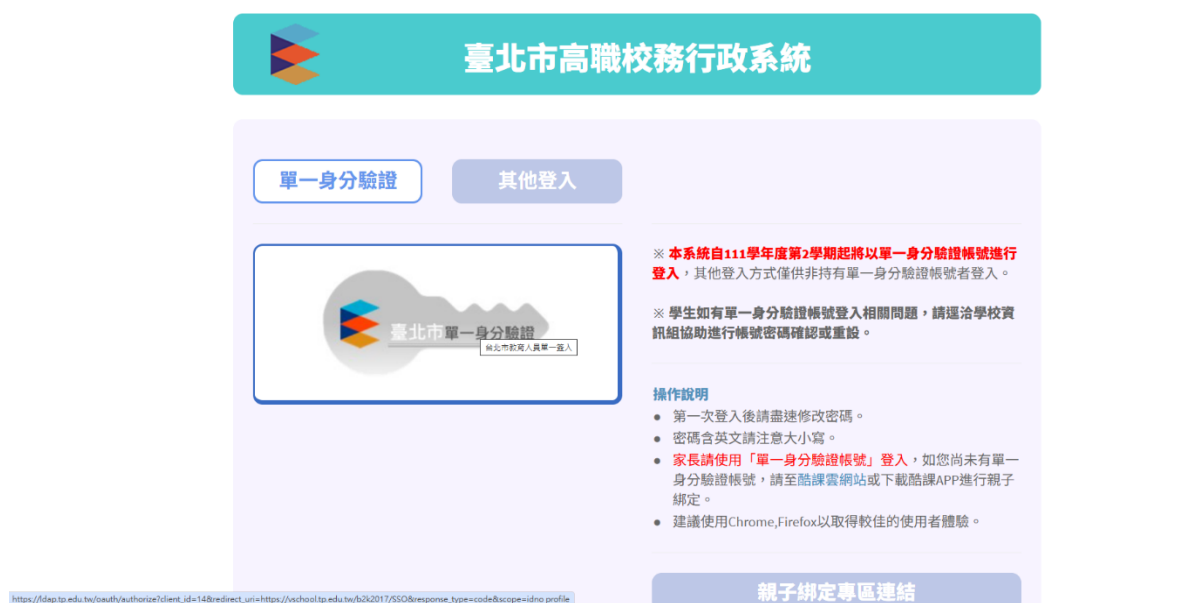 臺北市高職校務行政系統
單一身分驗證
其他登入
臺北市單一身分驗證
台北市教育人員單一簽入
※ 本系統自111學年度第2學期起將以單一身分驗證帳號進行
登入，其他登入方式僅供非持有單一身分驗證帳號者登入。
※ 學生如有單一身分驗證帳號登入相關問題，請逕洽學校資
訊組協助進行帳號密碼確認或重設。
操作說明
● 第一次登入後請盡速修改密碼。
● 密碼含英文請注意大小寫。
● 家長請使用「單一身分驗證帳號」登入，如您尚未有單一
身分驗證帳號，請至酷課雲網站或下載酷課APP進行親子
綁定。
● 建議使用Chrome,Firefox以取得較佳的使用者體驗。
親子綁定專區連結
https://ldap.tp.edu.tw/oauth/authorize?client_id=14&redirect_uri=https://vschool.tp.edu.tw/b2k2017/SSO&response_type=code&scope=idno profile